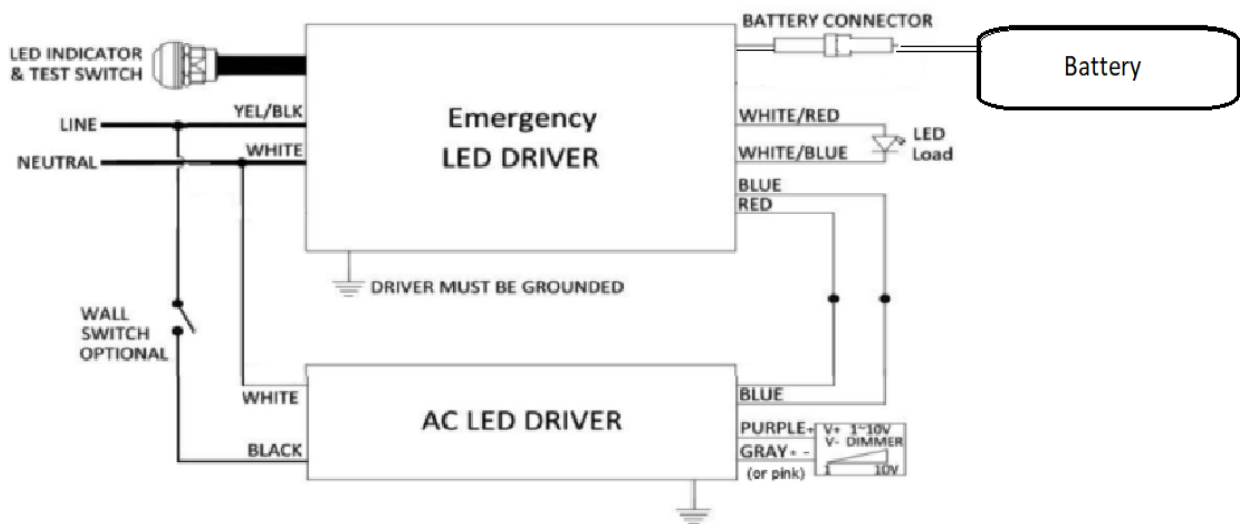 BATTERY CONNECTOR
LED INDICATOR
& TEST SWITCH
Battery
YEL/BLK
LINE
WHITE
NEUTRAL
Emergency
LED DRIVER
WHITE/RED
WHITE/BLUE
LED
Load
BLUE
RED
DRIVER MUST BE GROUNDED
WALL
SWITCH
OPTIONAL
WHITE
BLACK
AC LED DRIVER
BLUE
PURPLE+
GRAY+ -
(or pink)
V+ 1~10V
V- DIMMER
1 10V